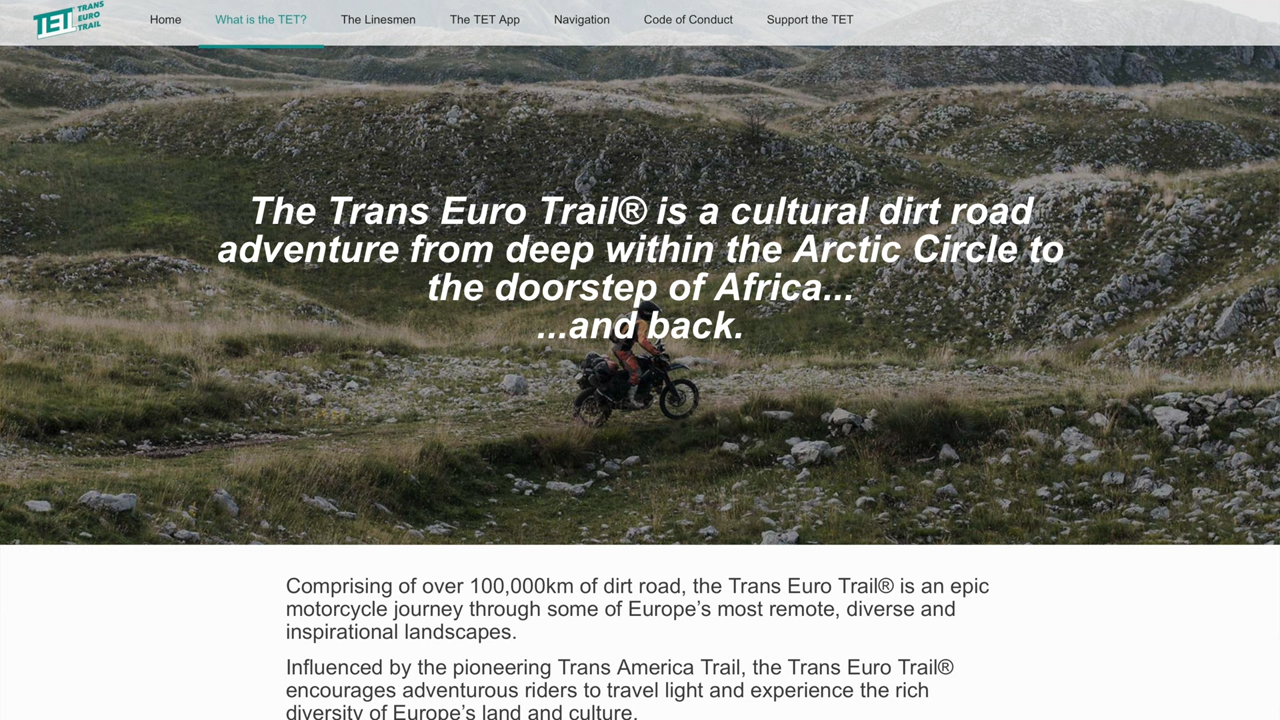 TET TRANS
EURO
TRAIL
Home What is the TET? The Linesmen The TET App Navigation Code of Conduct Support the TET
The Trans Euro Trail® is a cultural dirt road
adventure from deep within the Arctic Circle to
the doorstep of Africa...
...and back.
Comprising of over 100,000km of dirt road, the Trans Euro Trail® is an epic
motorcycle journey through some of Europe’s most remote, diverse and
inspirational landscapes.
Influenced by the pioneering Trans America Trail, the Trans Euro Trail®
encourages adventurous riders to travel light and experience the rich
diversity of Europe’s land and culture.